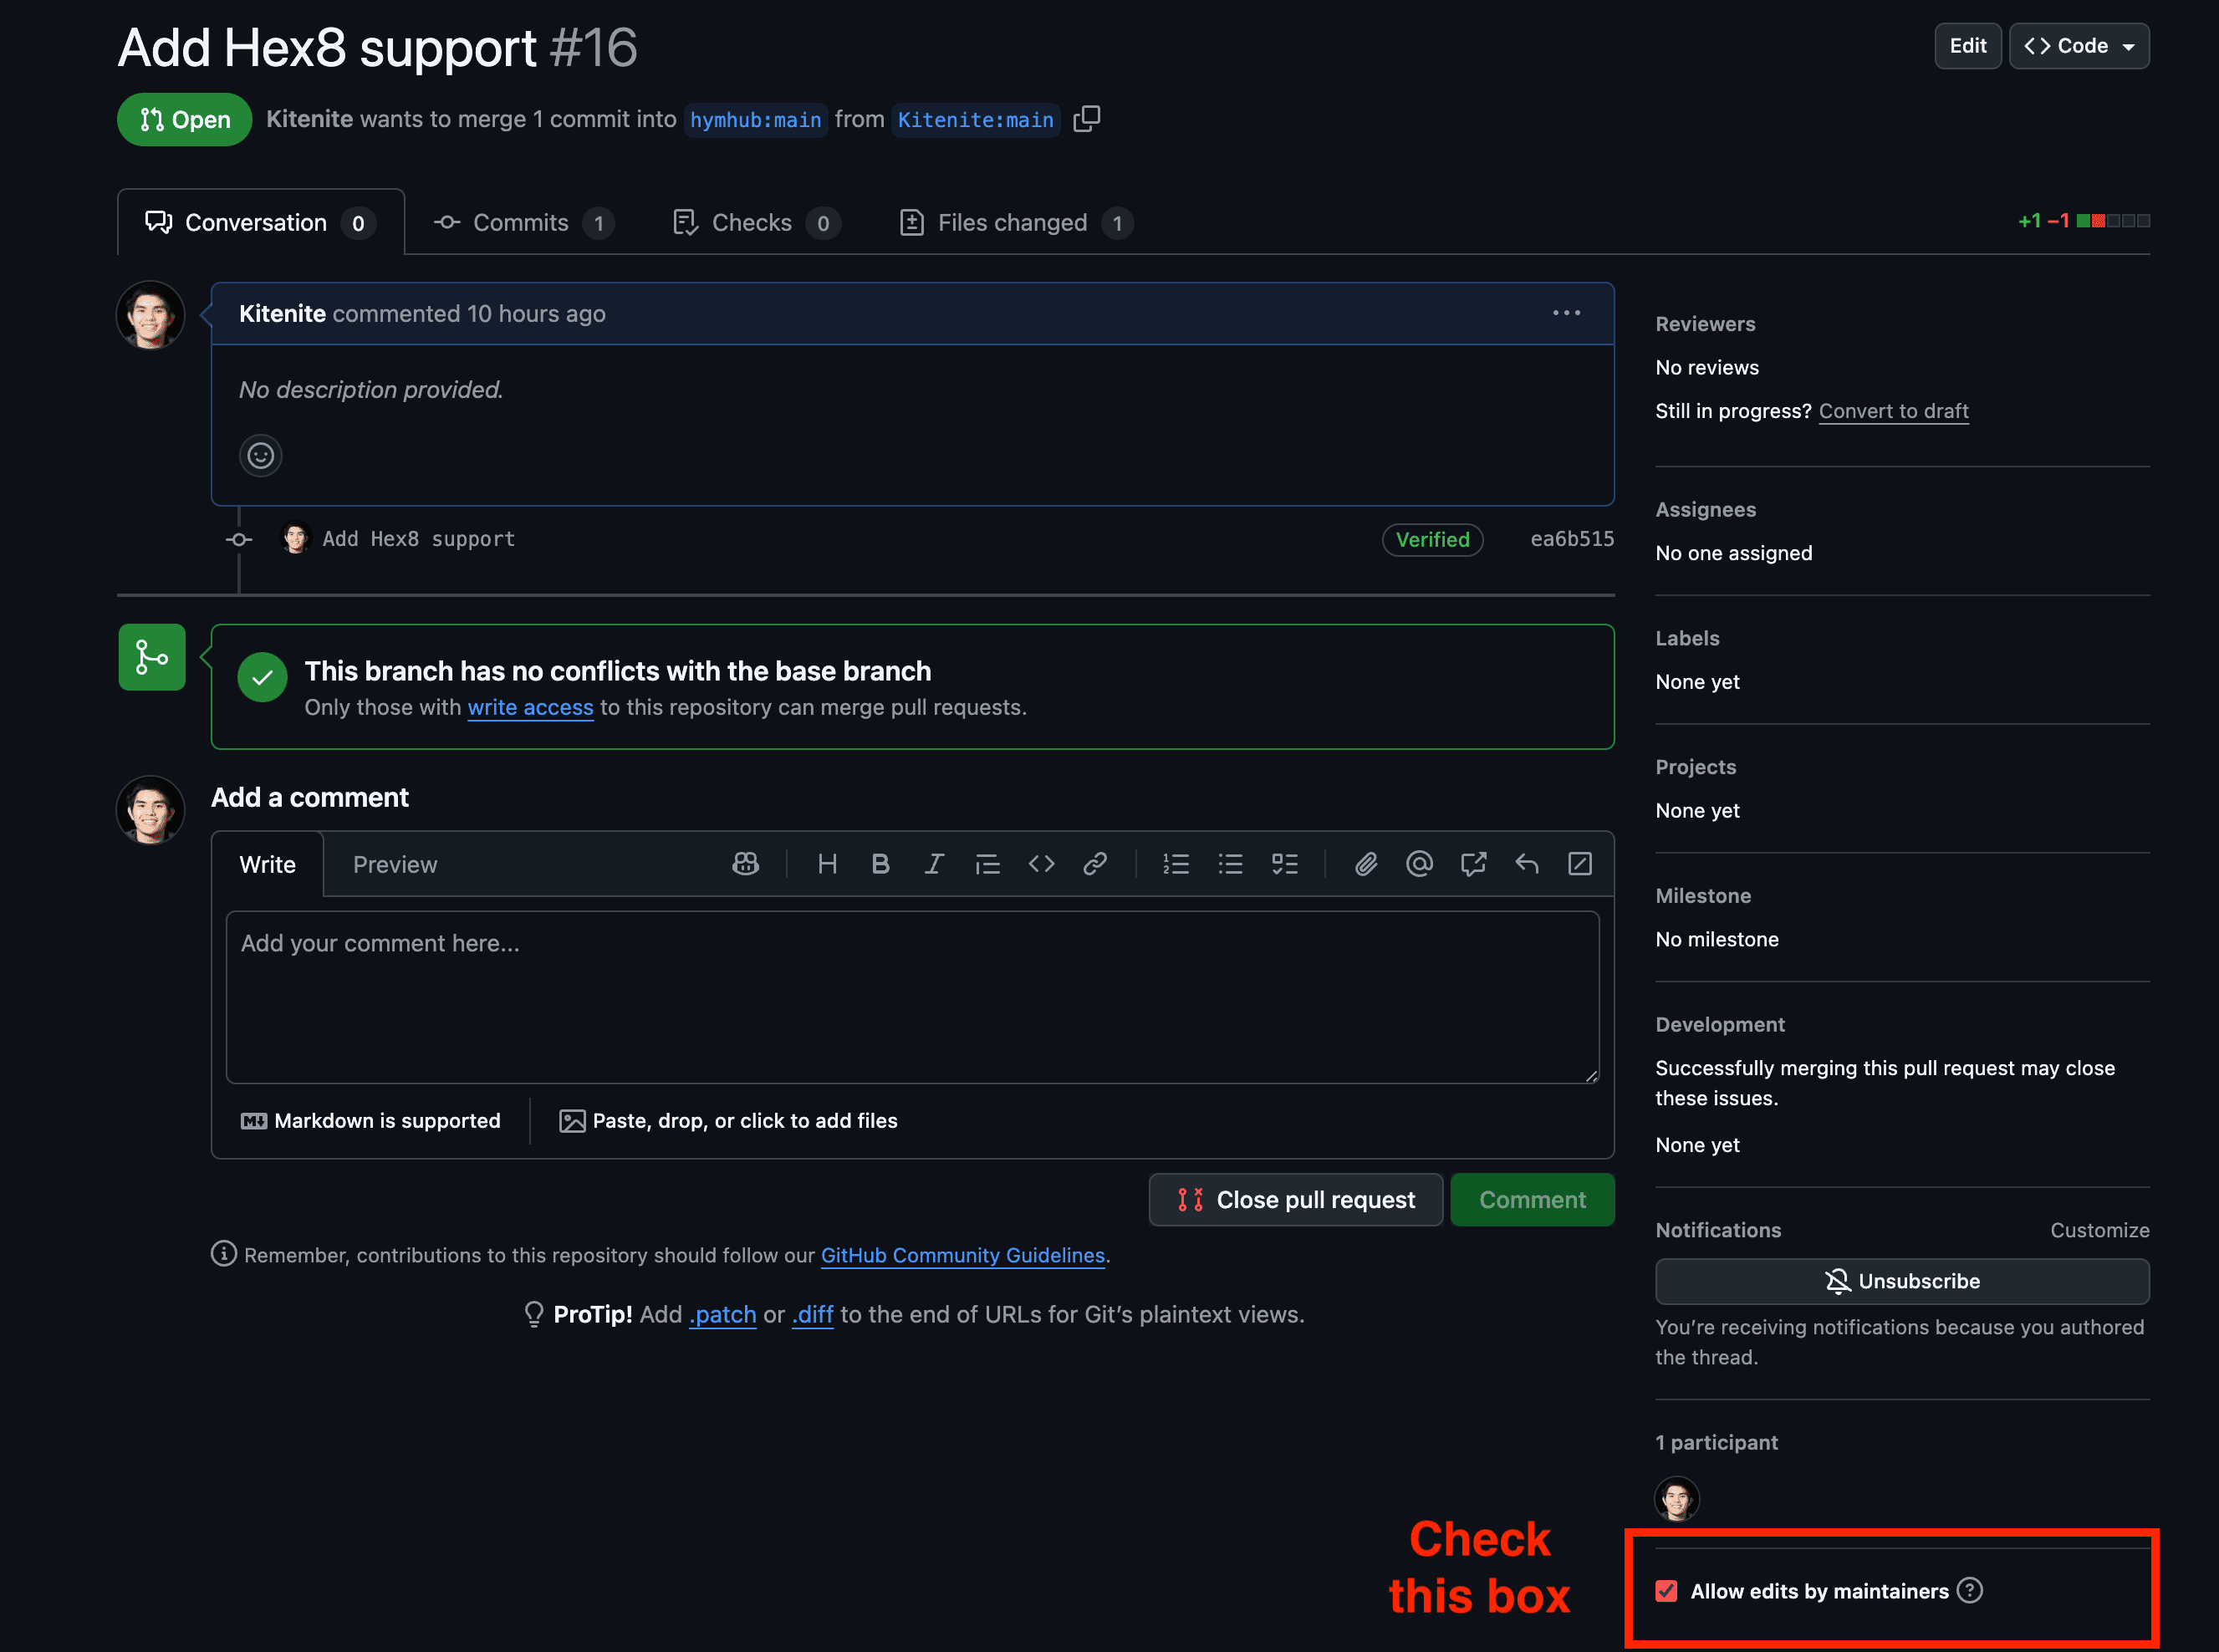 Add Hex8 support #16
Edit
Code
Open
Kitenite wants to merge 1 commit into hymhub:main from Kitenite:main
Conversation 0
Commits 1
Checks 0
Files changed 1
+1 −1
Kitenite commented 10 hours ago
No description provided.
Add Hex8 support
Verified
ea6b515
This branch has no conflicts with the base branch
Only those with write access to this repository can merge pull requests.
Add a comment
Write
Preview
Add your comment here...
Markdown is supported
Paste, drop, or click to add files
Close pull request
Comment
Remember, contributions to this repository should follow our GitHub Community Guidelines.
ProTip! Add .patch or .diff to the end of URLs for Git’s plaintext views.
Reviewers
No reviews
Still in progress? Convert to draft
Assignees
No one assigned
Labels
None yet
Projects
None yet
Milestone
No milestone
Development
Successfully merging this pull request may close
these issues.
None yet
Notifications
Customize
Unsubscribe
You’re receiving notifications because you authored
the thread.
1 participant
Check
this box
Allow edits by maintainers